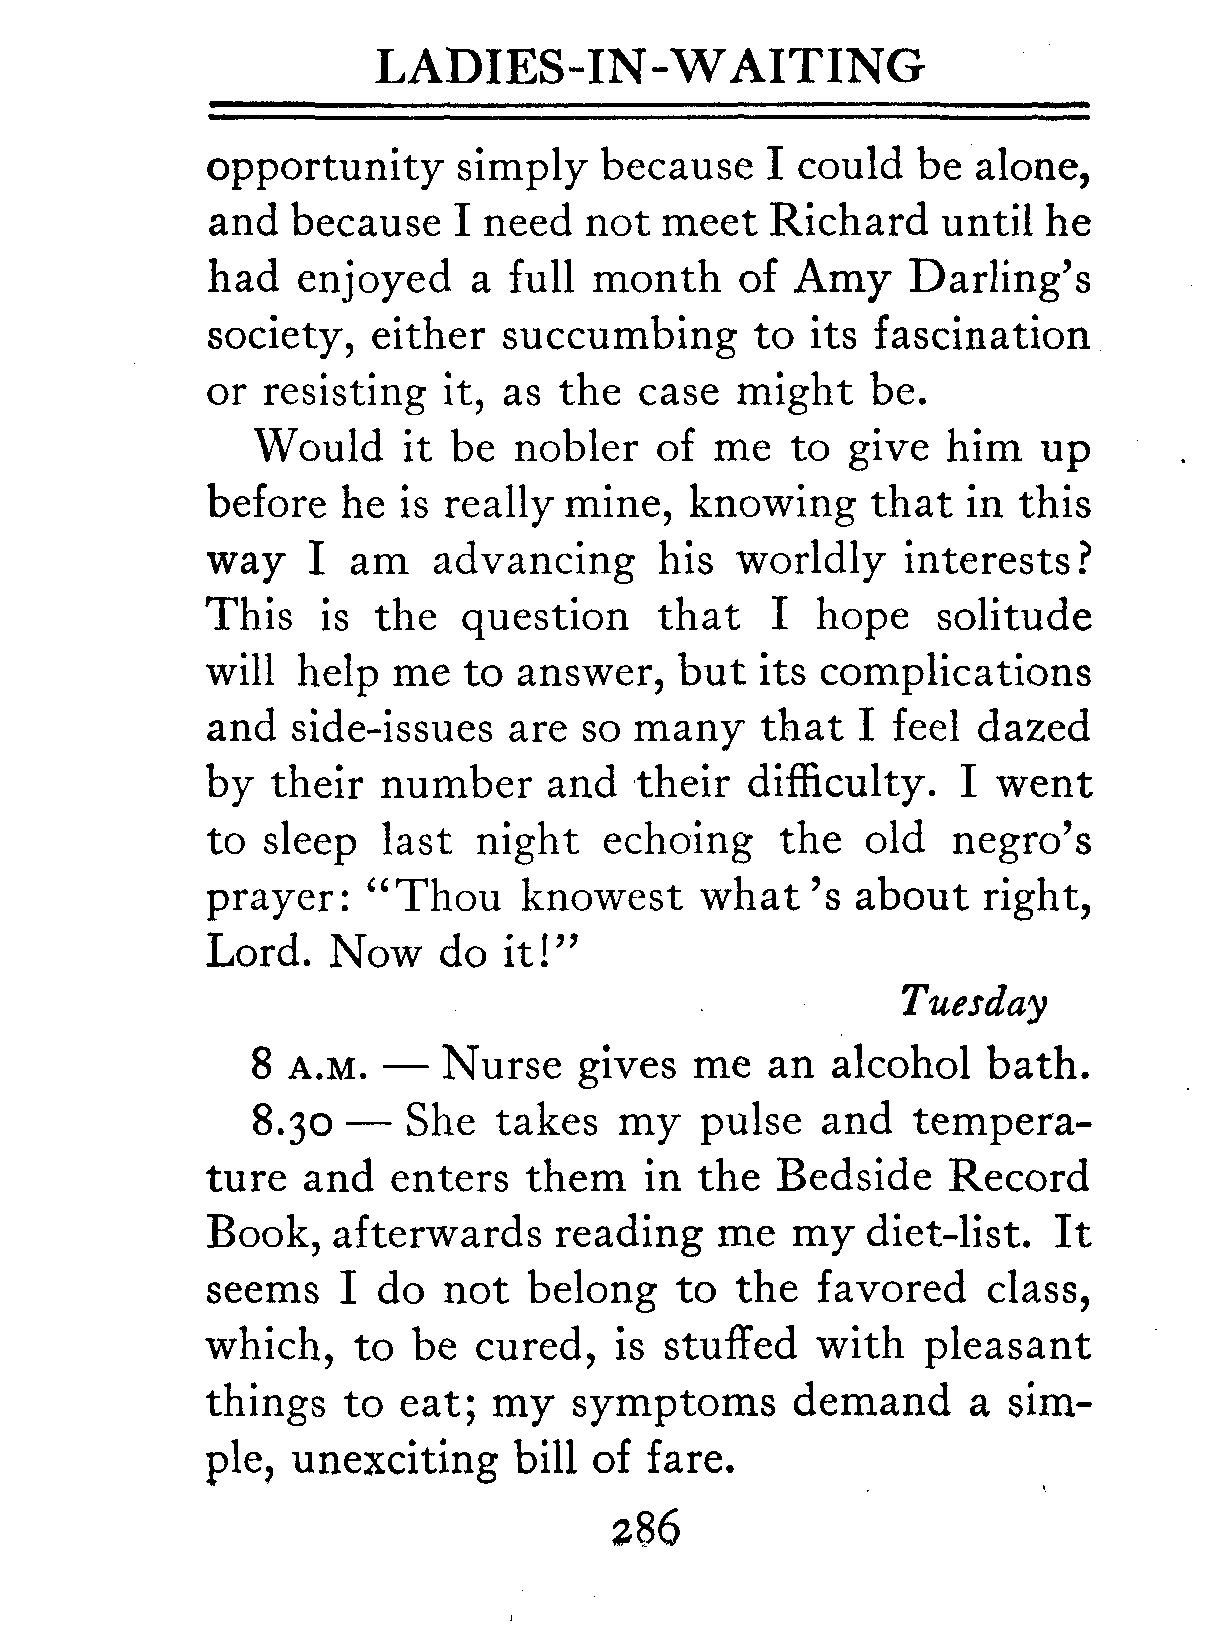 LADIES-IN-WAITING
opportunity simply because I could be alone,
and because I need not meet Richard until he
had enjoyed a full month of Amy Darling's
society, either succumbing to its fascination
or resisting it, as the case might be.
Would it be nobler of me to give him up
before he is really mine, knowing that in this
way I am advancing his worldly interests?
This is the question that I hope solitude
will help me to answer, but its complications
and side-issues are so many that I feel dazed
by their number and their difficulty. I went
to sleep last night echoing the old negro's
prayer: "Thou knowest what 's about right,
Lord. Now do it!"
Tuesday
8 A.M. — Nurse gives me an alcohol bath.
8.30 — She takes my pulse and tempera-
ture and enters them in the Bedside Record
Book, afterwards reading me my diet-list. It
seems I do not belong to the favored class,
which, to be cured, is stuffed with pleasant
things to eat; my symptoms demand a sim-
ple, unexciting bill of fare.
286